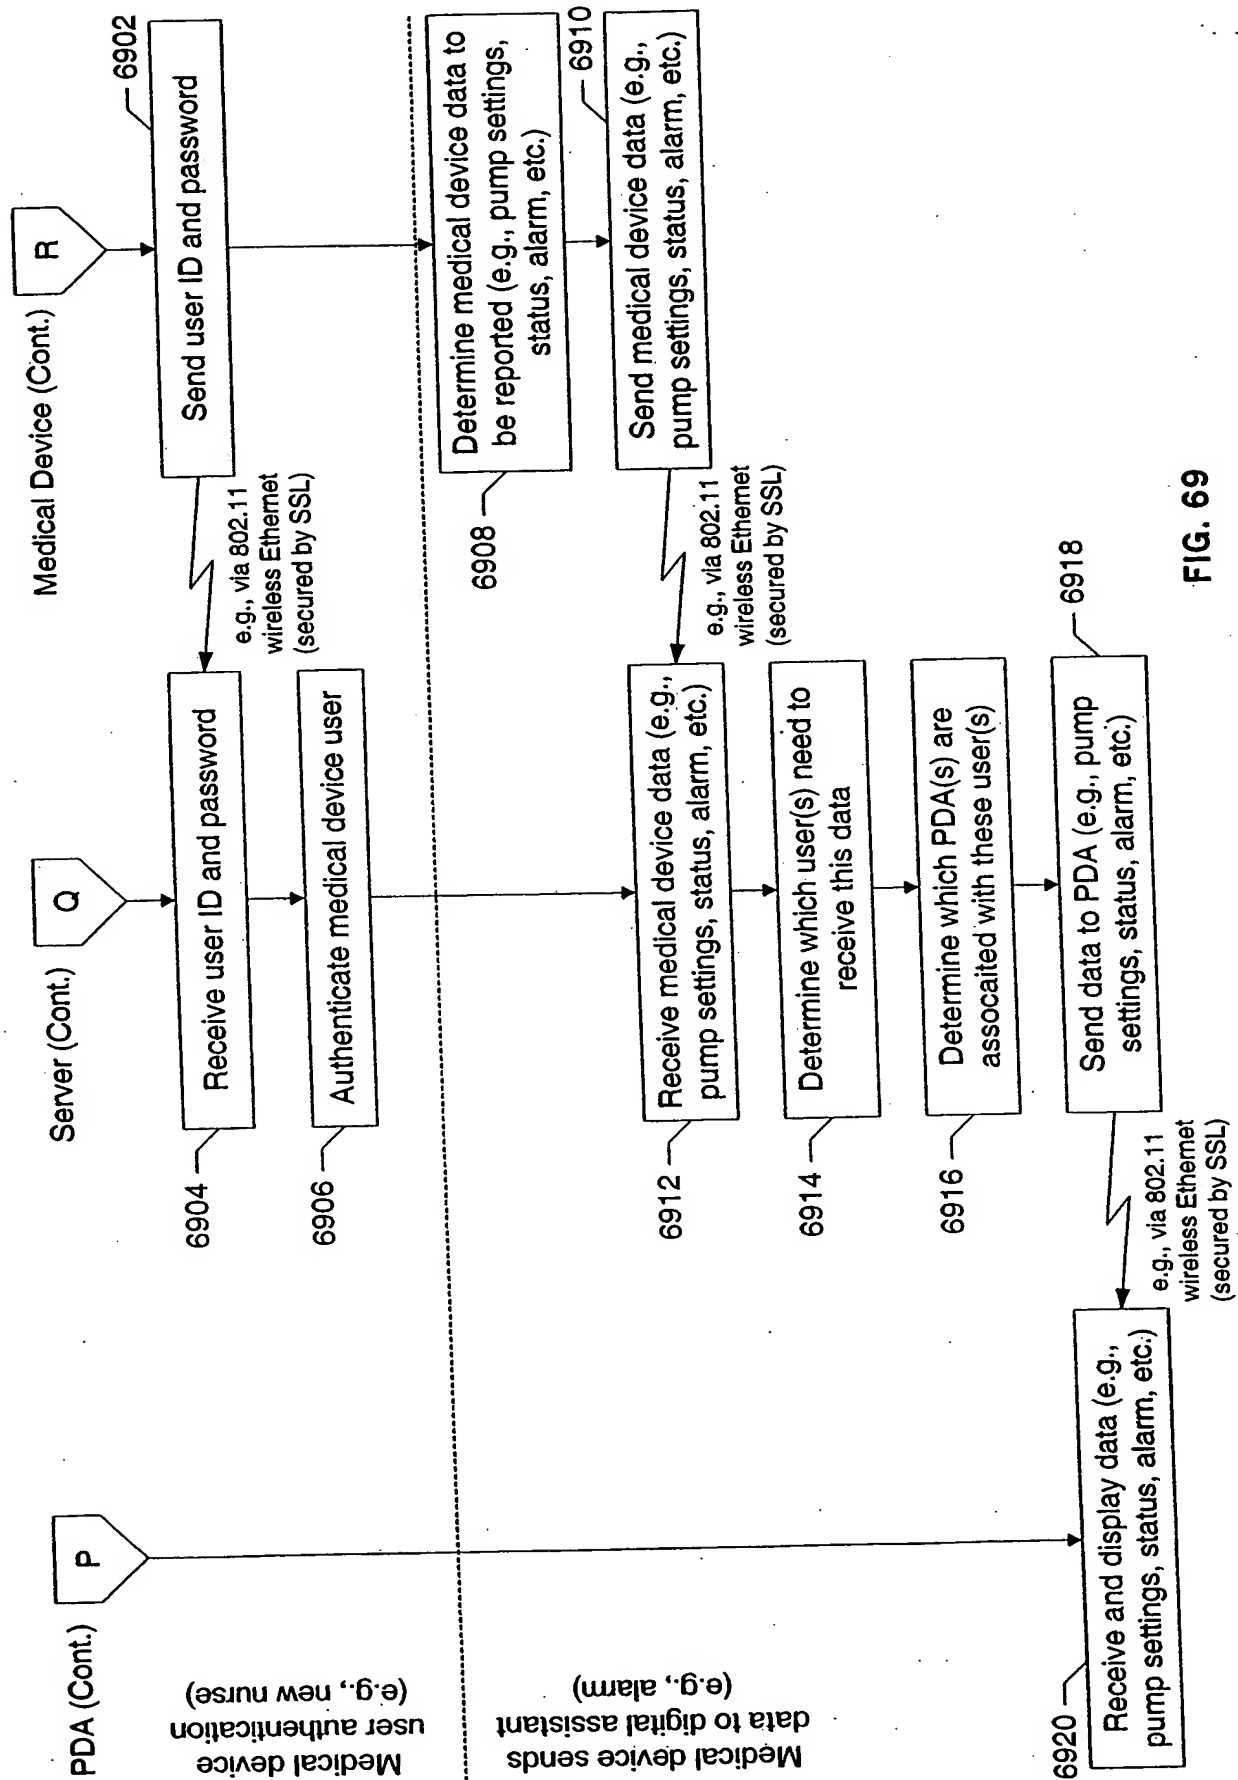 PDA (Cont.)
Server (Cont.)
Medical Device (Cont.)
P
Q
R
Medical device
user authentication
(e.g., new nurse)
6902
Send user ID and password
e.g., via 802.11
wireless Ethernet
(secured by SSL)
6904
Receive user ID and password
6906
Authenticate medical device user
Medical device sends
data to digital assistant
(e.g., alarm)
6908
Determine medical device data to
be reported (e.g., pump settings,
status, alarm, etc.)
6910
Send medical device data (e.g.,
pump settings, status, alarm, etc.)
e.g., via 802.11
wireless Ethernet
(secured by SSL)
6912
Receive medical device data (e.g.,
pump settings, status, alarm, etc.)
6914
Determine which user(s) need to
receive this data
6916
Determine which PDA(s) are
assocaited with these user(s)
6918
Send data to PDA (e.g., pump
settings, status, alarm, etc.)
e.g., via 802.11
wireless Ethernet
(secured by SSL)
6920
Receive and display data (e.g.,
pump settings, status, alarm, etc.)
FIG. 69